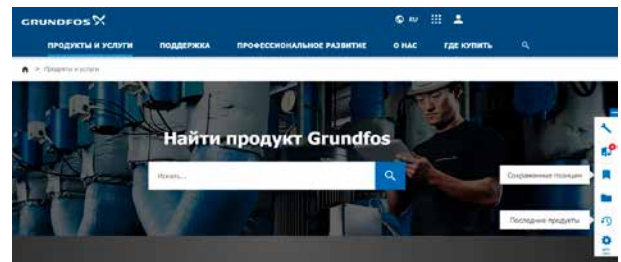 GRUNDFOS
RU
ПРОДУКТЫ И УСЛУГИ ПОДДЕРЖКА ПРОФЕССИОНАЛЬНОЕ РАЗВИТИЕ О НАС ГДЕ КУПИТЬ
> Продукты и услуги
Найти продукт Grundfos
Искать...
Сохраненные позиции
Последние продукты